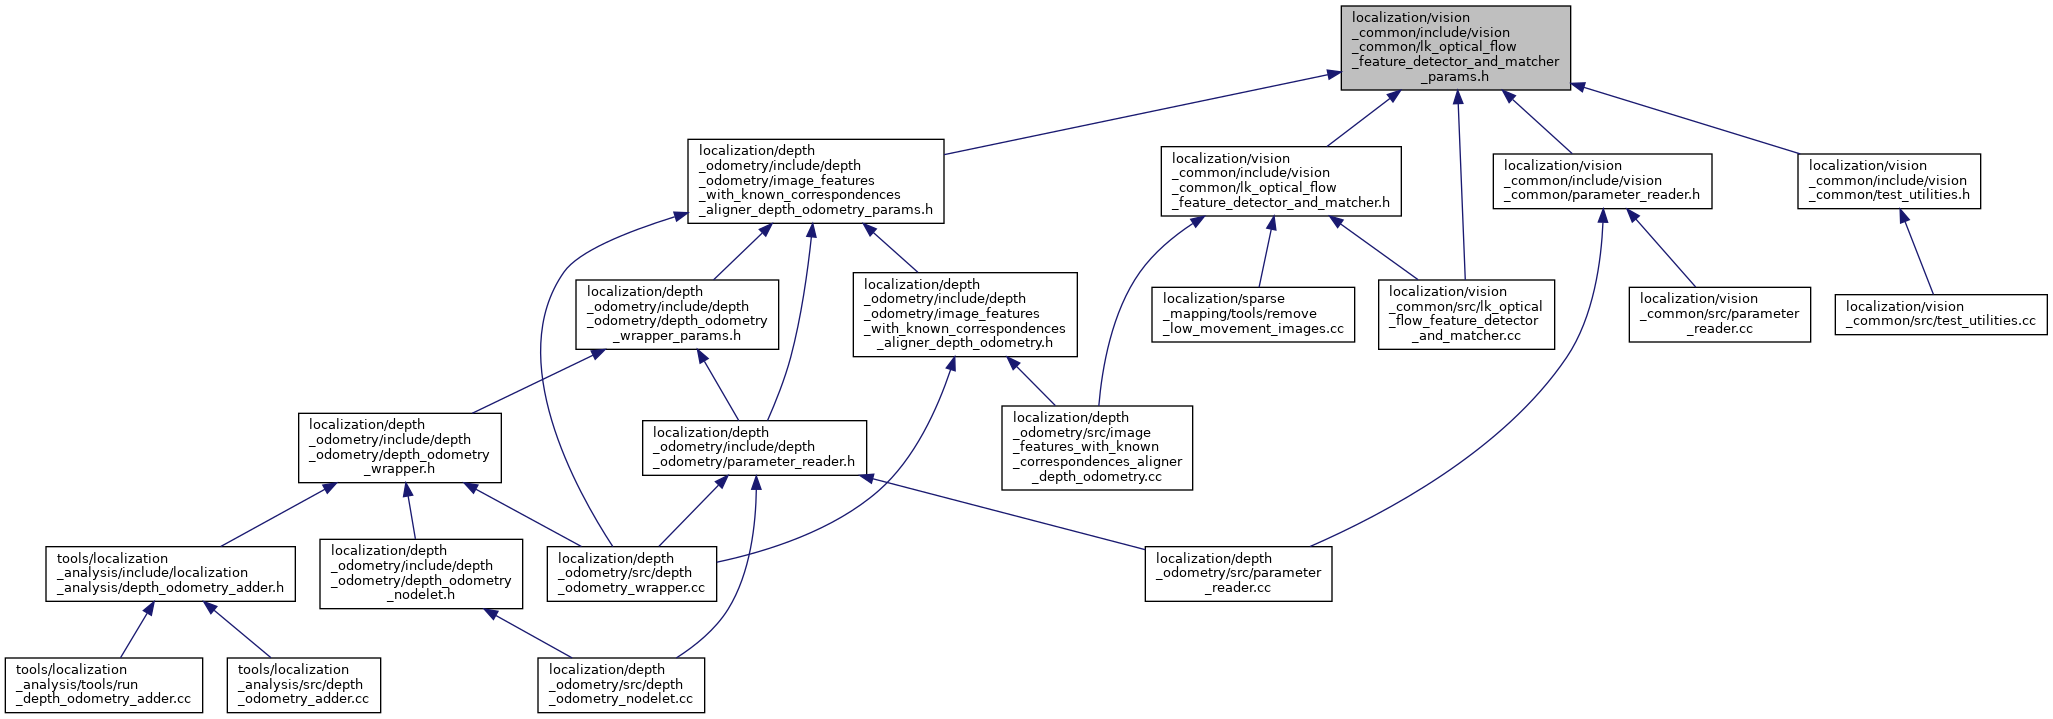 localization/vision
_common/include/vision
_common/lk_optical_flow
_feature_detector_and_matcher
_params.h
localization/depth
_odometry/include/depth
_odometry/image_features
_with_known_correspondences
_aligner_depth_odometry_params.h
localization/vision
_common/include/vision
_common/lk_optical_flow
_feature_detector_and_matcher.h
localization/vision
_common/include/vision
_common/parameter_reader.h
localization/vision
_common/include/vision
_common/test_utilities.h
localization/depth
_odometry/include/depth
_odometry/depth_odometry
_wrapper_params.h
localization/depth
_odometry/include/depth
_odometry/image_features
_with_known_correspondences
_aligner_depth_odometry.h
localization/sparse
_mapping/tools/remove
_low_movement_images.cc
localization/vision
_common/src/lk_optical
_flow_feature_detector
_and_matcher.cc
localization/vision
_common/src/parameter
_reader.cc
localization/vision
_common/src/test_utilities.cc
localization/depth
_odometry/include/depth
_odometry/depth_odometry
_wrapper.h
localization/depth
_odometry/include/depth
_odometry/parameter_reader.h
localization/depth
_odometry/src/image
_features_with_known
_correspondences_aligner
_depth_odometry.cc
tools/localization
_analysis/include/localization
_analysis/depth_odometry_adder.h
localization/depth
_odometry/include/depth
_odometry/depth_odometry
_nodelet.h
localization/depth
_odometry/src/depth
_odometry_wrapper.cc
localization/depth
_odometry/src/parameter
_reader.cc
tools/localization
_analysis/tools/run
_depth_odometry_adder.cc
tools/localization
_analysis/src/depth
_odometry_adder.cc
localization/depth
_odometry/src/depth
_odometry_nodelet.cc